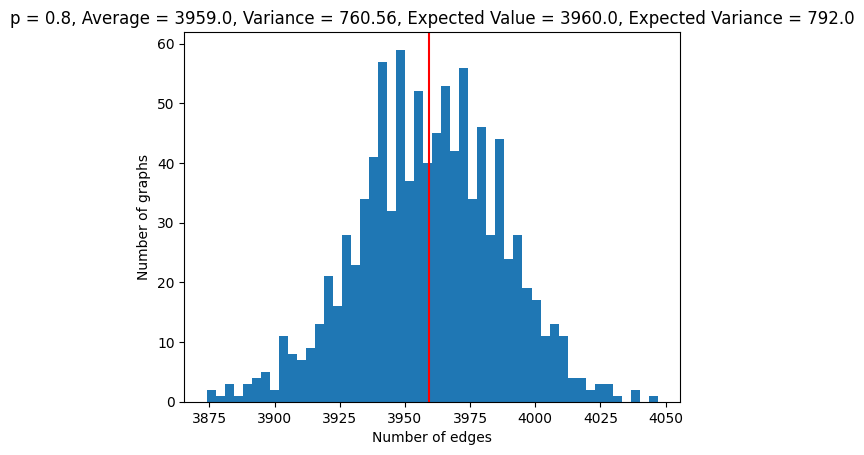 p = 0.8, Average = 3959.0, Variance = 760.56, Expected Value = 3960.0, Expected Variance = 792.0
60
50
40
30
20
10
0
Number of graphs
3875 3900 3925 3950 3975 4000 4025 4050
Number of edges